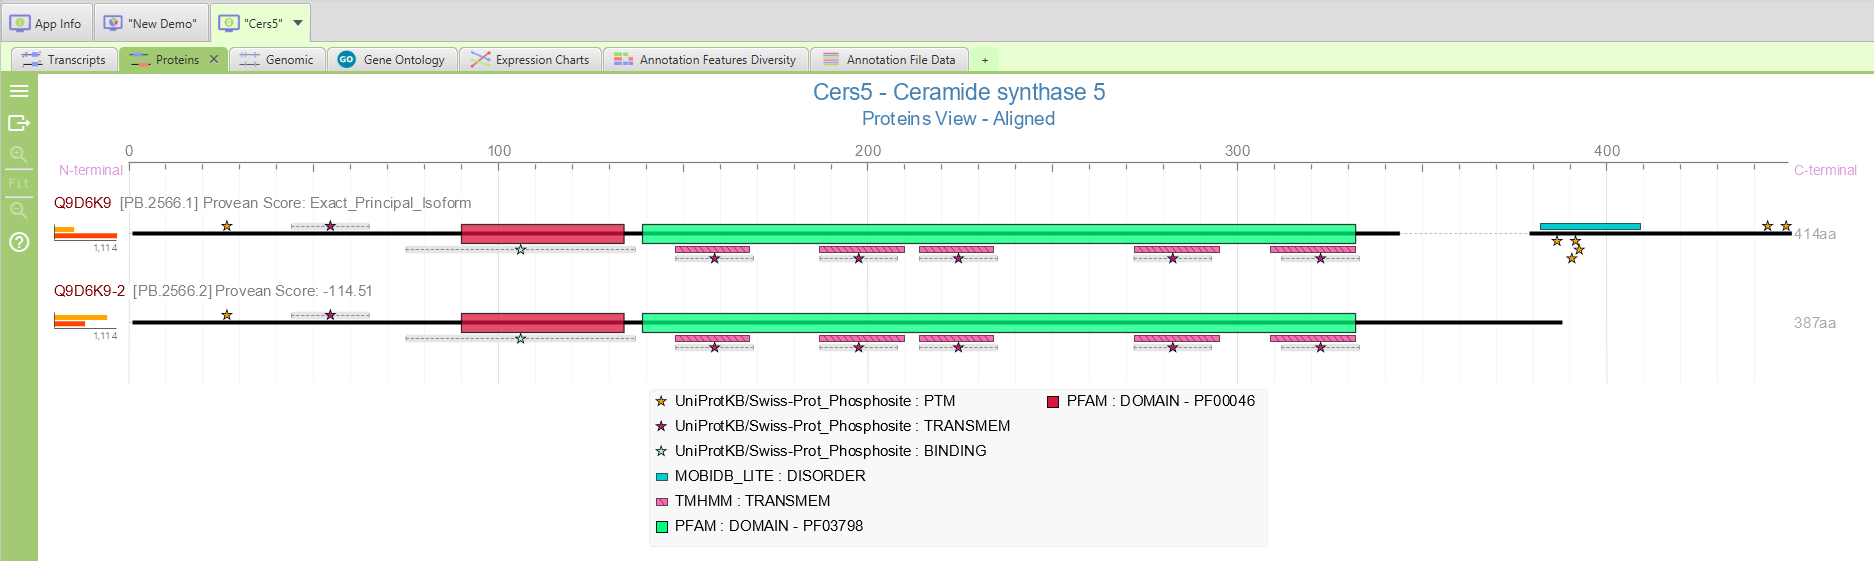 App Info "New Demo" "Cers5"
Transcripts Proteins Genomic GO Gene Ontology Expression Charts Annotation Features Diversity Annotation File Data +
Cers5 - Ceramide synthase 5
Proteins View - Aligned
0 100 200 300 400
N-terminal C-terminal
Fit
Q9D6K9 [PB.2566.1] Provean Score: Exact_Principal_Isoform
1,114
414aa
Q9D6K9-2 [PB.2566.2] Provean Score: -114.51
1,114
387aa
UniProtKB/Swiss-Prot_Phosphosite : PTM PFAM : DOMAIN - PF00046
UniProtKB/Swiss-Prot_Phosphosite : TRANSMEM
UniProtKB/Swiss-Prot_Phosphosite : BINDING
MOBIDB_LITE : DISORDER
TMHMM : TRANSMEM
PFAM : DOMAIN - PF03798